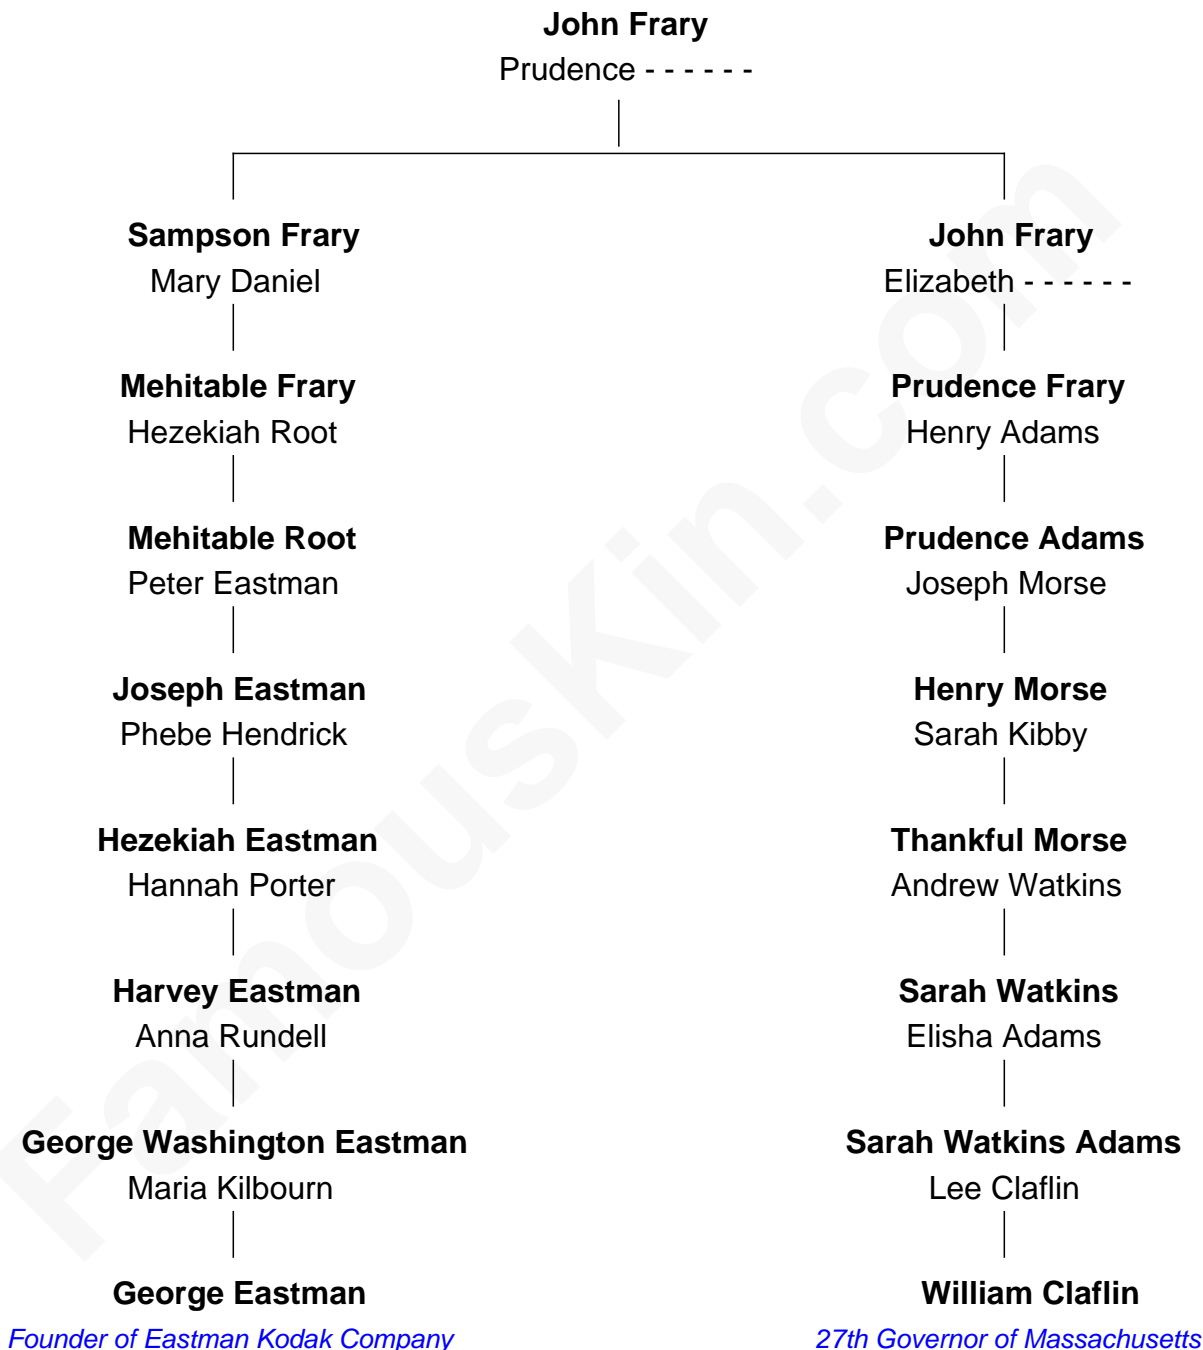 John Frary
Prudence - - - - - -
Sampson Frary
Mary Daniel
John Frary
Elizabeth - - - - - -
Mehitable Frary
Hezekiah Root
Prudence Frary
Henry Adams
Mehitable Root
Peter Eastman
Prudence Adams
Joseph Morse
Joseph Eastman
Phebe Hendrick
Henry Morse
Sarah Kibby
Hezekiah Eastman
Hannah Porter
Thankful Morse
Andrew Watkins
Harvey Eastman
Anna Rundell
Sarah Watkins
Elisha Adams
George Washington Eastman
Maria Kilbourn
Sarah Watkins Adams
Lee Claflin
George Eastman
Founder of Eastman Kodak Company
William Claflin
27th Governor of Massachusetts
FamousKin.com